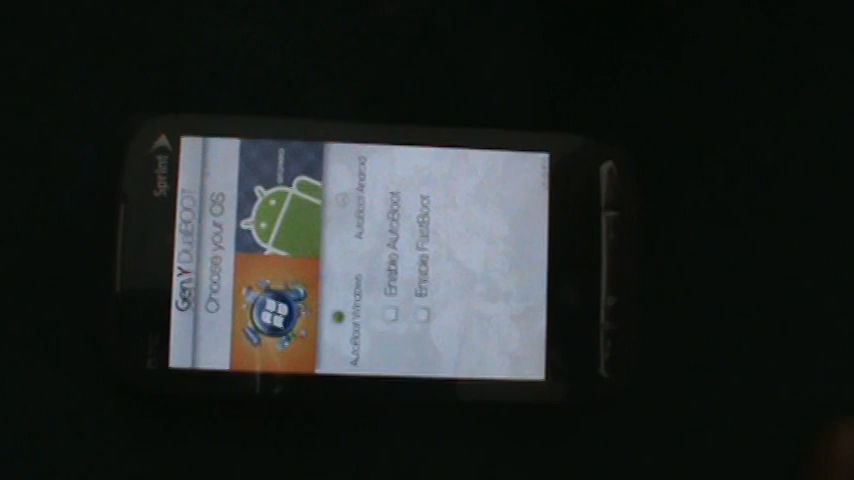 Sprint
Gen.Y DualBOOT
Choose your OS
AutoBoot Windows
AutoBoot Android
Enable AutoBoot
Enable FastBoot